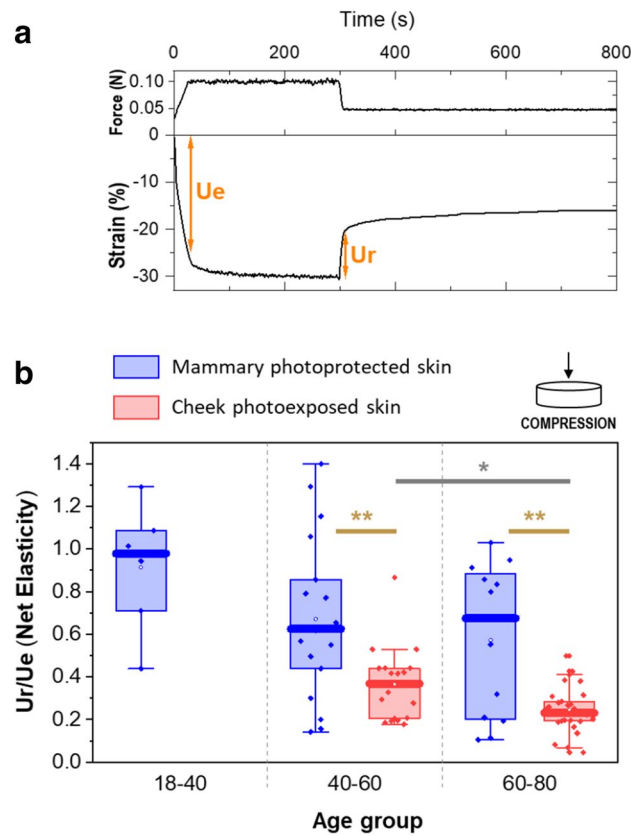 a
Time (s)
0 200 400 600 800
Force (N)
0.10
0.05
0
Strain (%)
-10
-20
-30
Ue
Ur
b
Mammary photoprotected skin
Cheek photoexposed skin
COMPRESSION
Ur/Ue (Net Elasticity)
1.4
1.2
1.0
0.8
0.6
0.4
0.2
0.0
*
** **
18-40 40-60 60-80
Age group